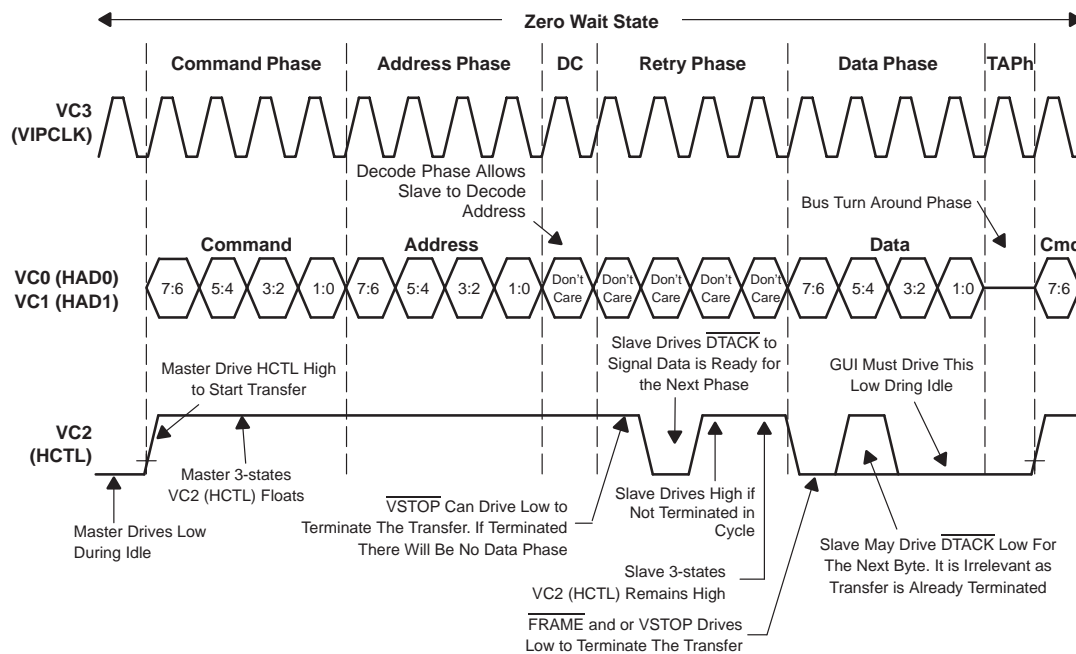 Zero Wait State
Command Phase Address Phase DC Retry Phase Data Phase TAPh
VC3
(VIPCLK)
Decode Phase Allows
Slave to Decode
Address
Bus Turn Around Phase
Command Address Data Cmd
VC0 (HAD0)
VC1 (HAD1)
7:6 5:4 3:2 1:0 7:6 5:4 3:2 1:0 Don't Care Don't Care Don't Care Don't Care Don't Care 7:6 5:4 3:2 1:0 7:6
Master Drive HCTL High
to Start Transfer
Slave Drives DTACK to
Signal Data is Ready for
the Next Phase
GUI Must Drive This
Low Dring Idle
VC2
(HCTL)
Master 3-states
VC2 (HCTL) Floats
Master Drives Low
During Idle
VSTOP Can Drive Low to
Terminate The Transfer. If Terminated
There Will Be No Data Phase
Slave Drives High if
Not Terminated in
Cycle
Slave 3-states
VC2 (HCTL) Remains High
FRAME and or VSTOP Drives
Low to Terminate The Transfer
Slave May Drive DTACK Low For
The Next Byte. It is Irrelevant as
Transfer is Already Terminated